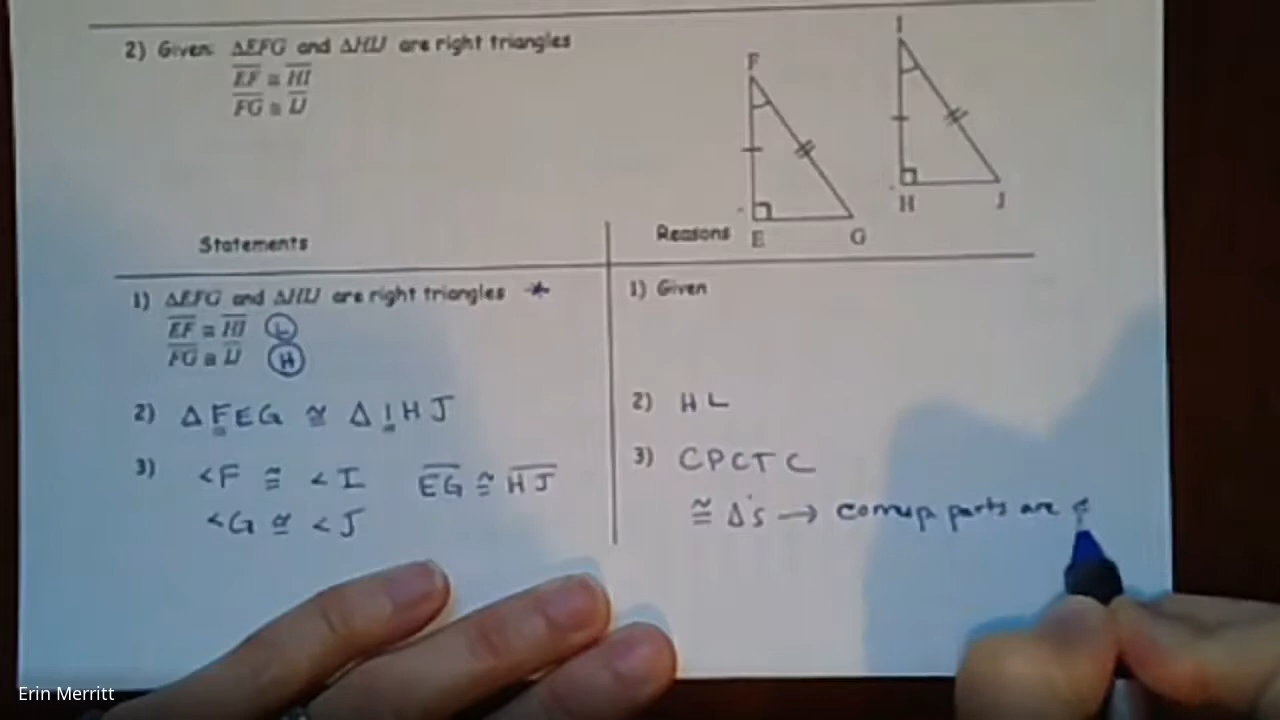 2) Given: ΔEFG and ΔHIJ are right triangles
EF ≅ HI
FG ≅ IJ
F
I
E
G
H
J
Statements
Reasons
1) ΔEFG and ΔHIJ are right triangles *
1) Given
EF ≅ HI L
FG ≅ IJ H
2) Δ FEG ≅ Δ IHJ
2) HL
3) <F ≅ <I EG ≅ HJ
3) CPCTC
<G ≅ <J
≅ Δ's → corresp parts are
Erin Merritt